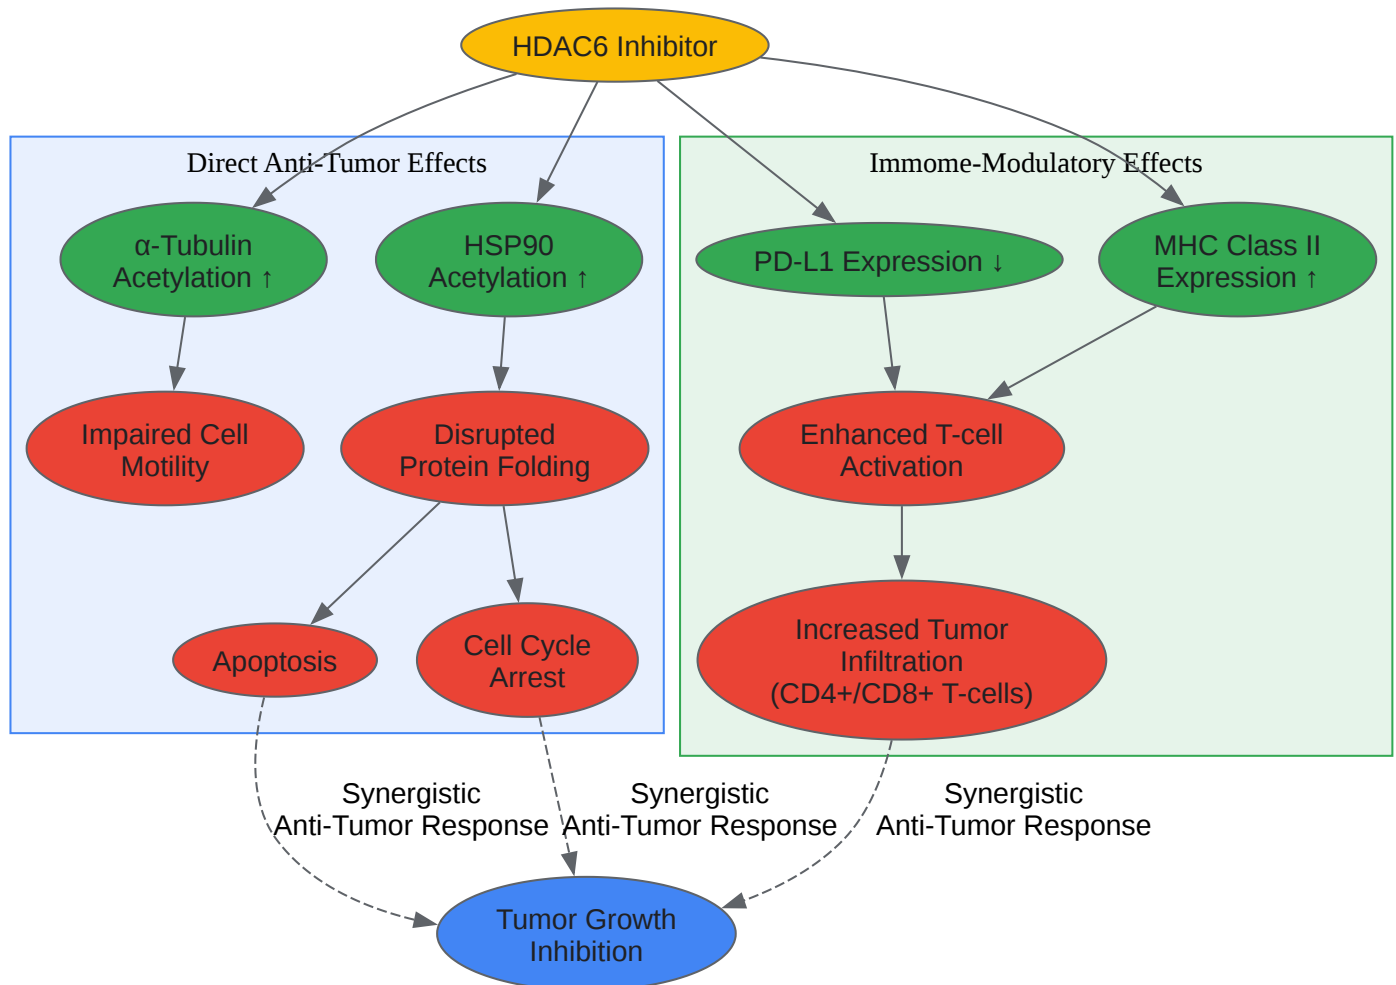 HDAC6 Inhibitor
Direct Anti-Tumor Effects
Immome-Modulatory Effects
α-Tubulin
Acetylation ↑
HSP90
Acetylation ↑
PD-L1 Expression ↓
MHC Class II
Expression ↑
Impaired Cell
Motility
Disrupted
Protein Folding
Enhanced T-cell
Activation
Apoptosis
Cell Cycle
Arrest
Increased Tumor
Infiltration
(CD4+/CD8+ T-cells)
Synergistic
Anti-Tumor Response
Synergistic
Anti-Tumor Response
Synergistic
Anti-Tumor Response
Tumor Growth
Inhibition